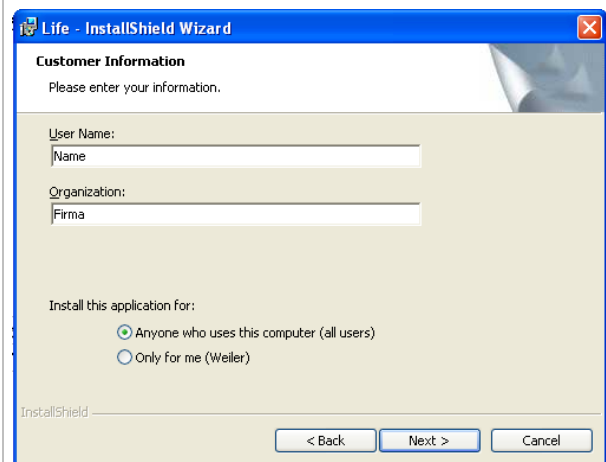 Life - InstallShield Wizard
Customer Information
Please enter your information.
User Name:
Name
Organization:
Firma
Install this application for:
Anyone who uses this computer (all users)
Only for me (Weiler)
InstallShield
< Back Next > Cancel